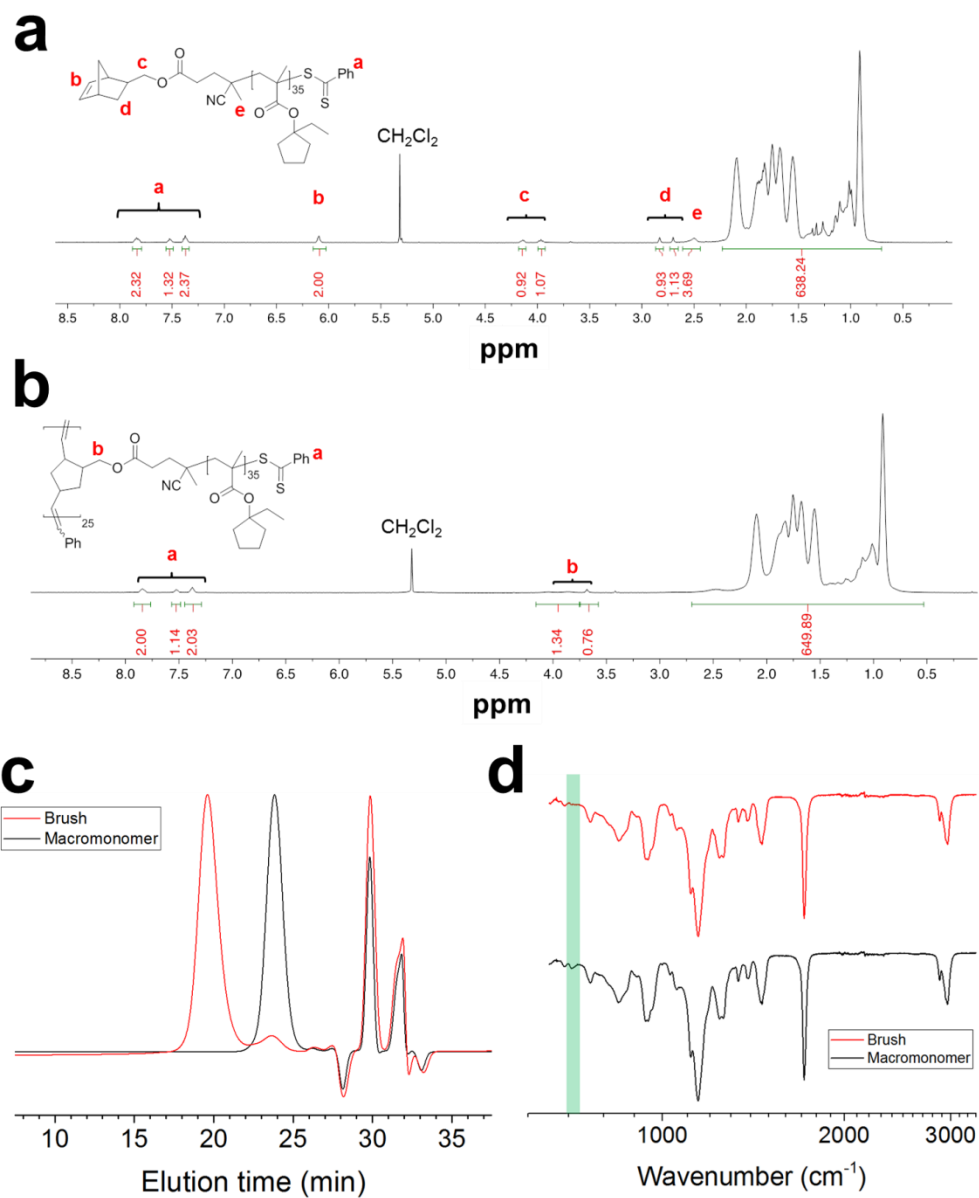 a
b
c
d
O
O
CN
e
35
S
Ph
a
S
O
O
CH2Cl2
a
b
c
d
e
2.32
1.32
2.37
2.00
0.92
1.07
0.93
1.13
3.69
638.24
8.5 8.0 7.5 7.0 6.5 6.0 5.5 5.0 4.5 4.0 3.5 3.0 2.5 2.0 1.5 1.0 0.5
ppm
b
b
O
O
NC
35
S
Ph
a
S
O
O
25
Ph
CH2Cl2
a
b
2.00
1.14
2.03
1.34
0.76
649.89
8.5 8.0 7.5 7.0 6.5 6.0 5.5 5.0 4.5 4.0 3.5 3.0 2.5 2.0 1.5 1.0 0.5
ppm
c
Brush
Macromonomer
10 15 20 25 30 35
Elution time (min)
d
Brush
Macromonomer
1000 2000 3000
Wavenumber (cm-1)